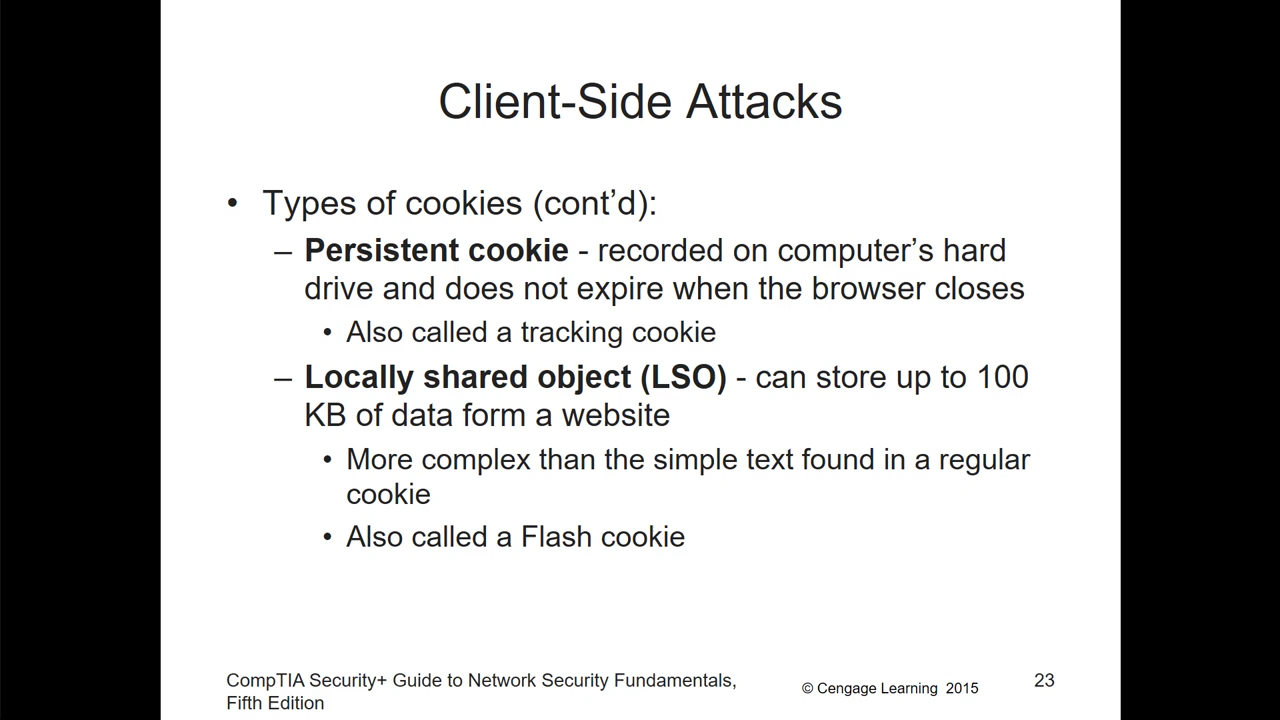 Client-Side Attacks
• Types of cookies (cont’d):
– Persistent cookie - recorded on computer’s hard
drive and does not expire when the browser closes
• Also called a tracking cookie
– Locally shared object (LSO) - can store up to 100
KB of data form a website
• More complex than the simple text found in a regular
cookie
• Also called a Flash cookie
CompTIA Security+ Guide to Network Security Fundamentals,
Fifth Edition
© Cengage Learning 2015
23